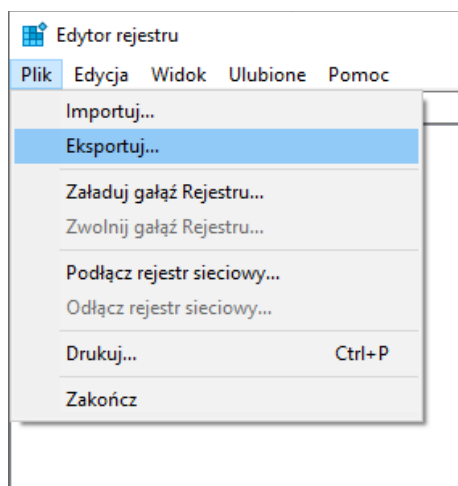 Edytor rejestru
Plik Edycja Widok Ulubione Pomoc
Importuj...
Eksportuj...
Załaduj gałąź Rejestru...
Zwolnij gałąź Rejestru...
Podłącz rejestr sieciowy...
Odłącz rejestr sieciowy...
Drukuj... Ctrl+P
Zakończ